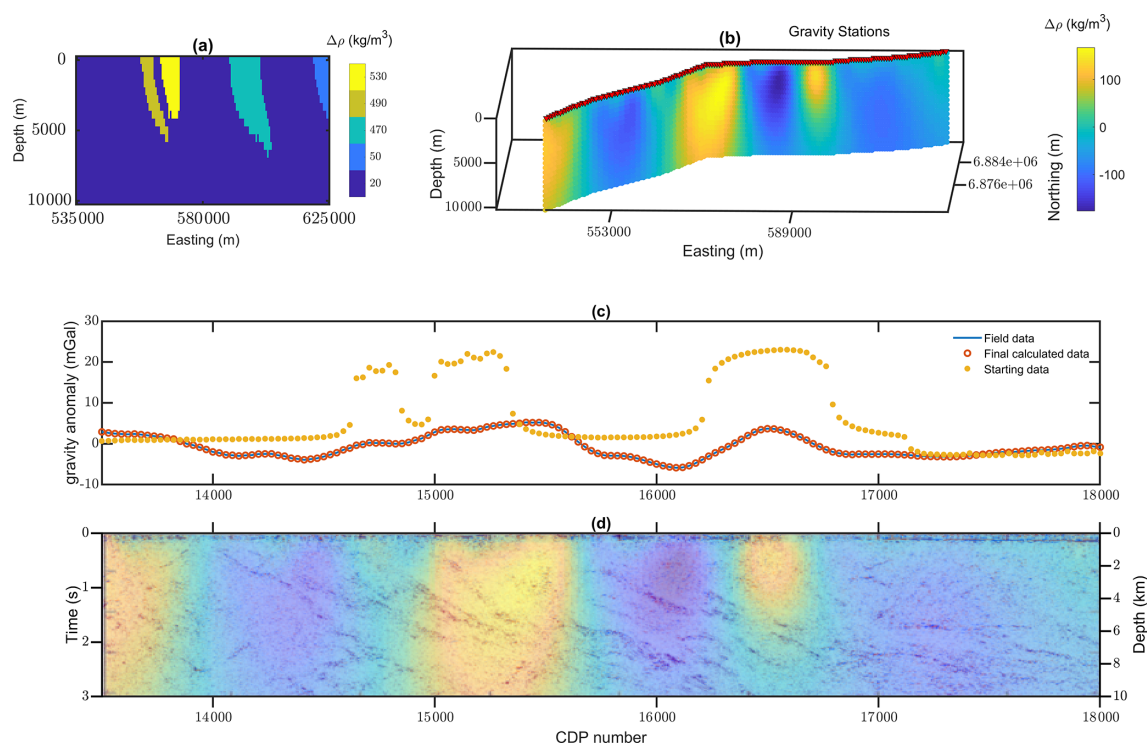 (a)
Δρ (kg/m³)
0
5000
10000
Depth (m)
535000
580000
625000
Easting (m)
530
490
470
50
20
(b)
Gravity Stations
0
5000
10000
Depth (m)
553000
589000
Easting (m)
6.884e+06
6.876e+06
Northing (m)
Δρ (kg/m³)
100
0
-100
(c)
30
20
10
0
-10
gravity anomaly (mGal)
Field data
Final calculated data
Starting data
14000
15000
16000
17000
18000
(d)
0
1
2
3
Time (s)
0
2
4
6
8
10
Depth (km)
14000
15000
16000
17000
18000
CDP number